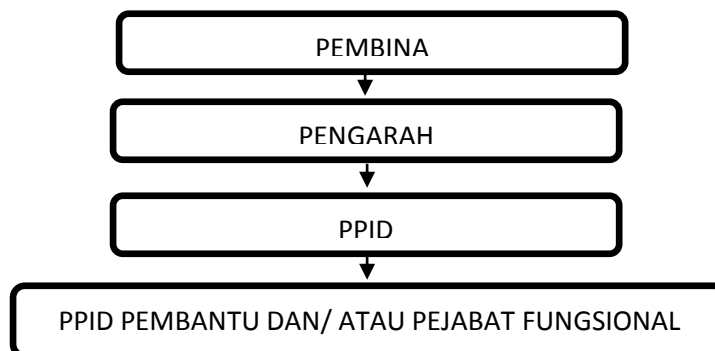 PEMBINA
PENGARAH
PPID
PPID PEMBANTU DAN/ ATAU PEJABAT FUNGSIONAL